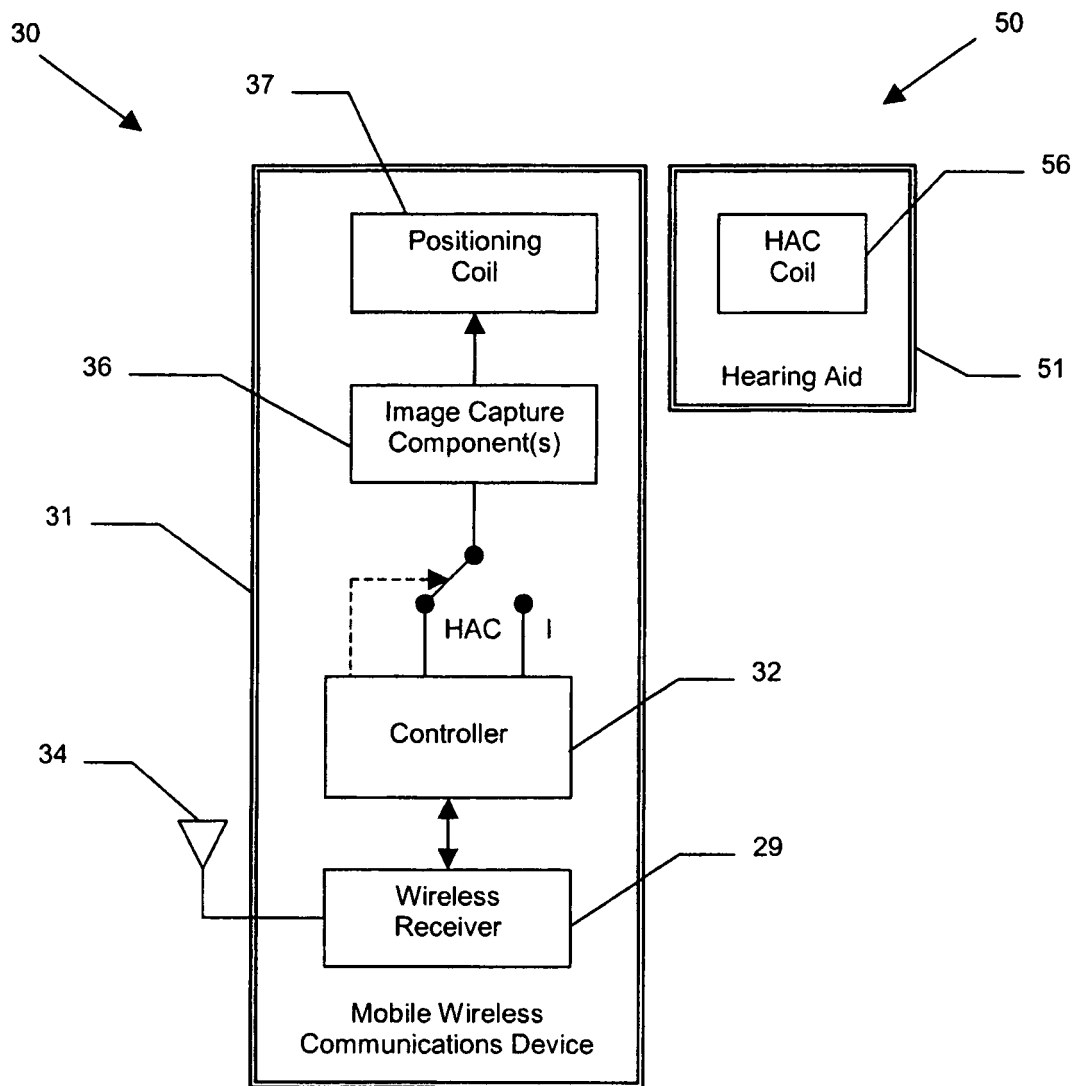 30
50
37
56
Positioning
Coil
HAC
Coil
36
Hearing Aid
51
Image Capture
Component(s)
31
HAC
I
32
Controller
34
29
Wireless
Receiver
Mobile Wireless
Communications Device